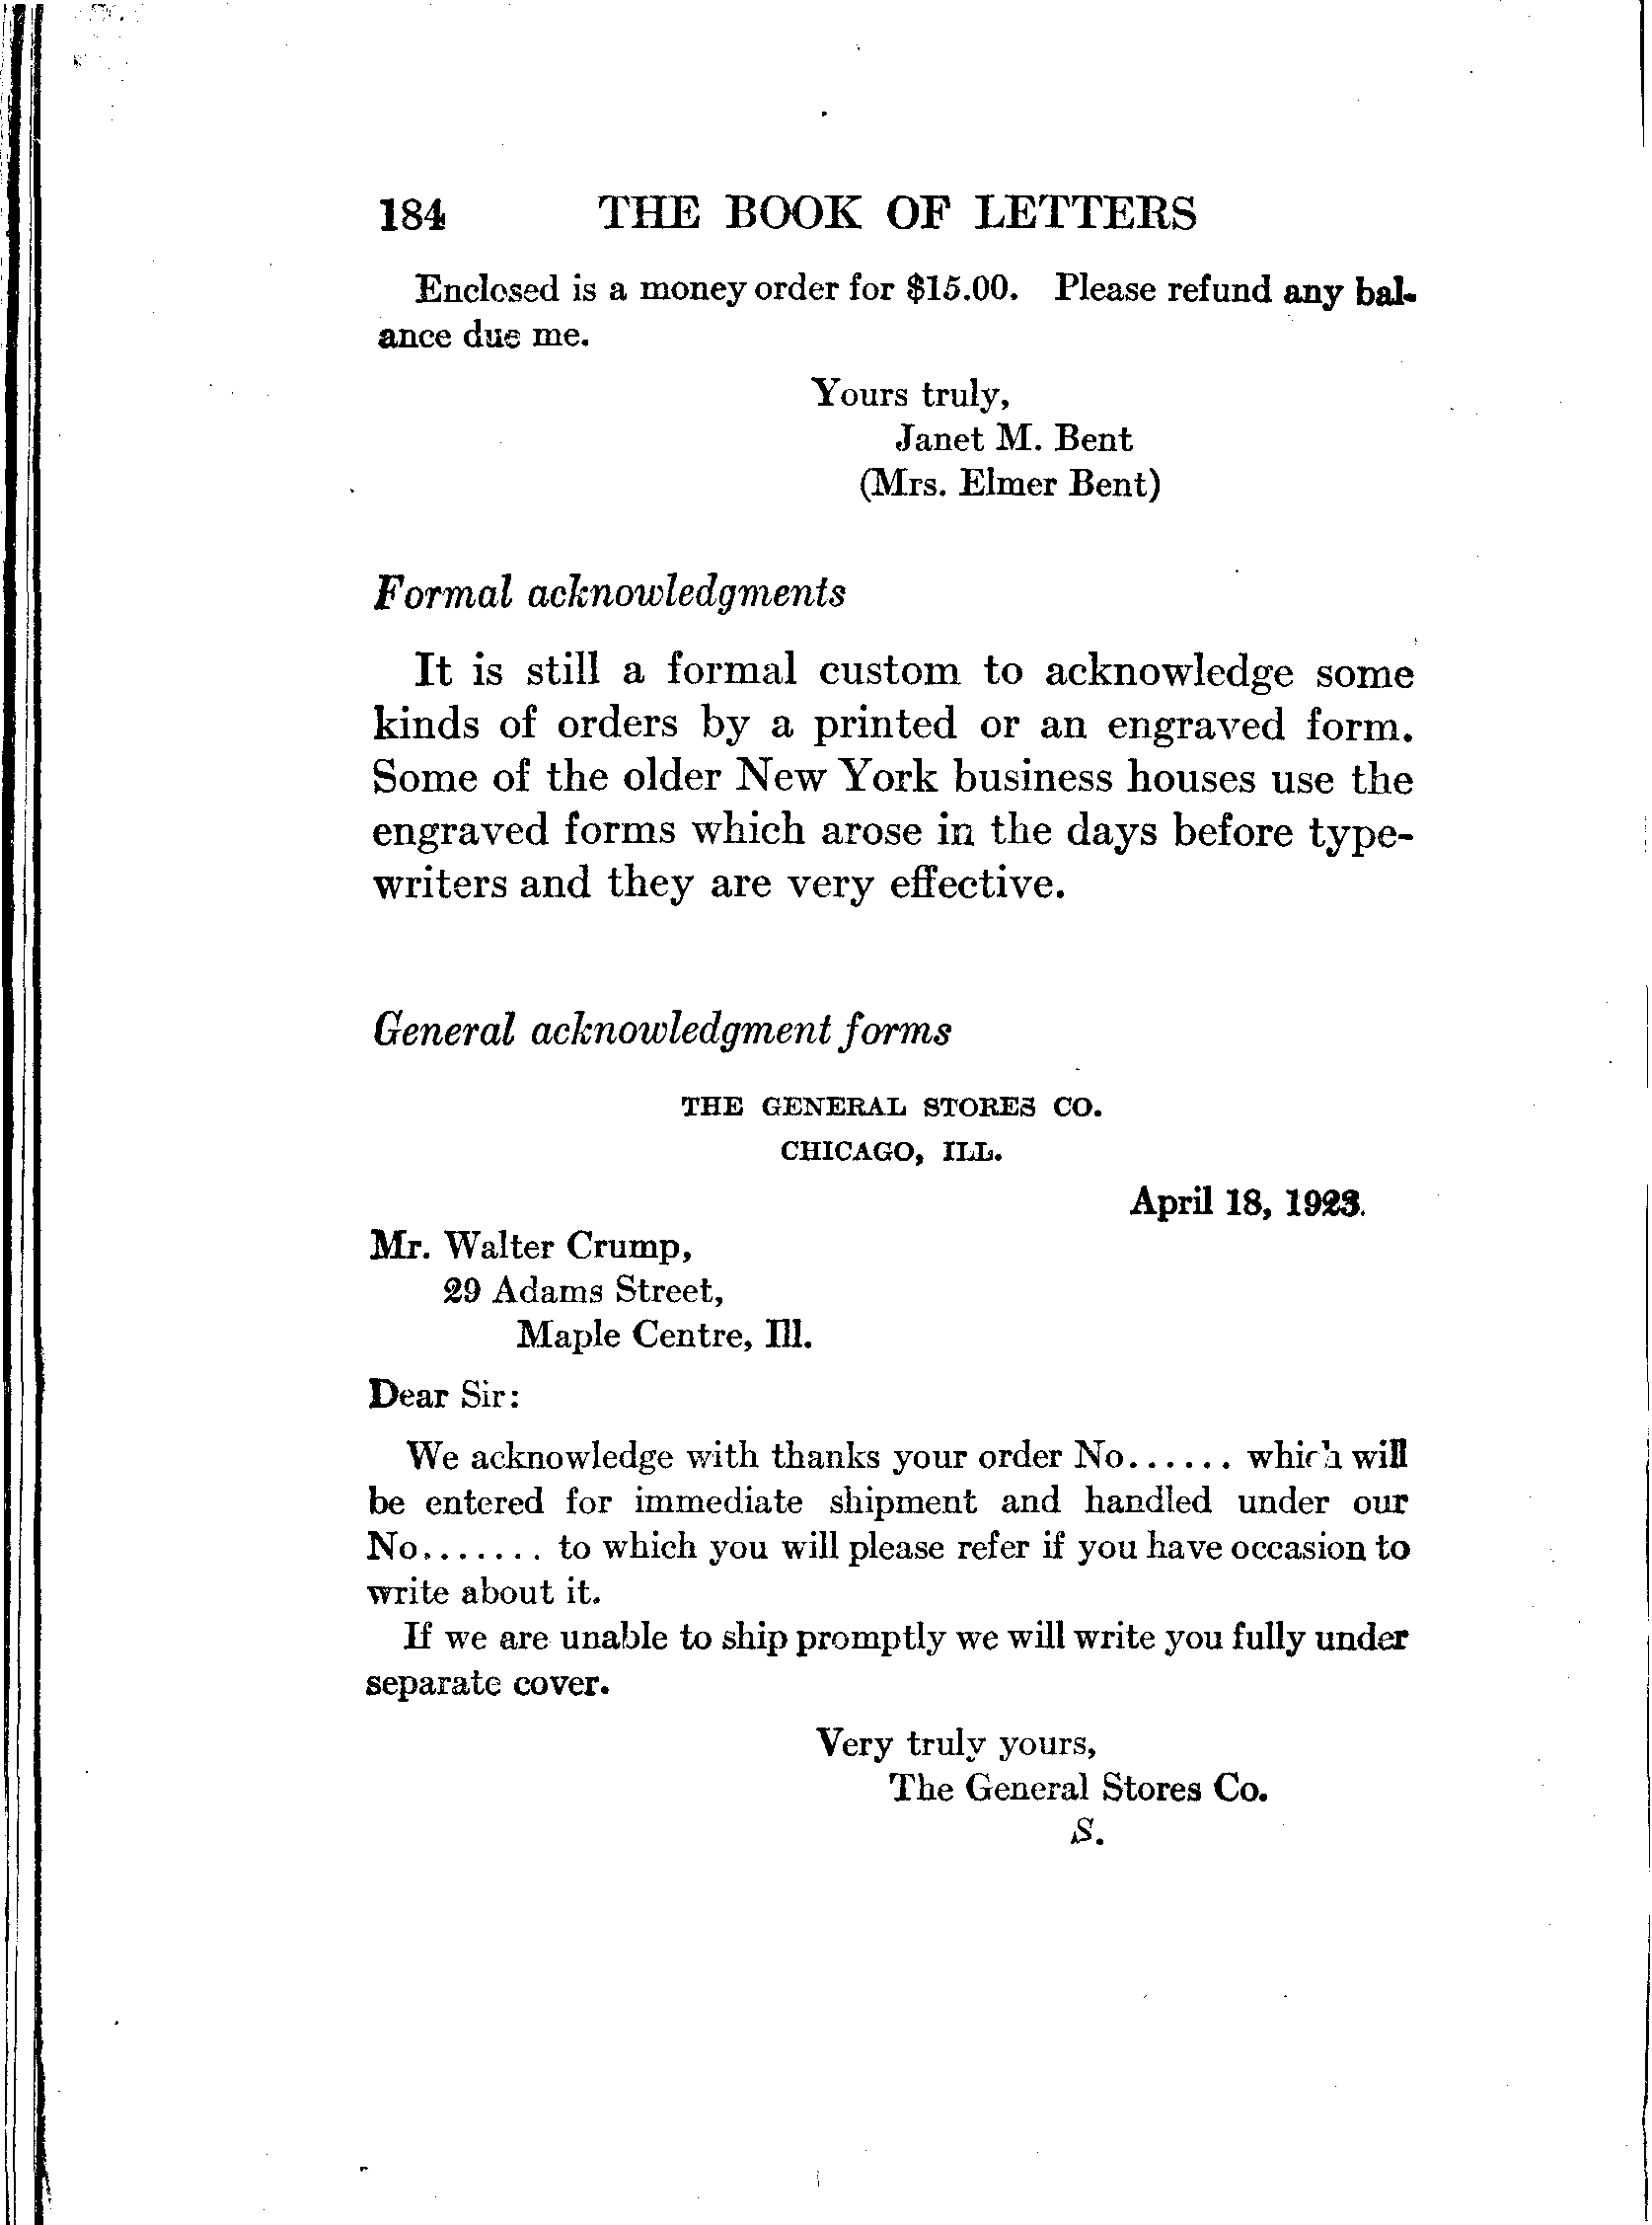 184 THE BOOK OF LETTERS
Enclosed is a money order for $15.00. Please refund any bal-
ance due me.
Yours truly,
Janet M. Bent
(Mrs. Elmer Bent)
Formal acknowledgments
It is still a formal custom to acknowledge some
kinds of orders by a printed or an engraved form.
Some of the older New York business houses use the
engraved forms which arose in the days before type-
writers and they are very effective.
General acknowledgment forms
THE GENERAL STORES CO.
CHICAGO, ILL.
April 18, 1923.
Mr. Walter Crump,
29 Adams Street,
Maple Centre, Ill.
Dear Sir:
We acknowledge with thanks your order No...... which will
be entered for immediate shipment and handled under our
No....... to which you will please refer if you have occasion to
write about it.
If we are unable to ship promptly we will write you fully under
separate cover.
Very truly yours,
The General Stores Co.
S.